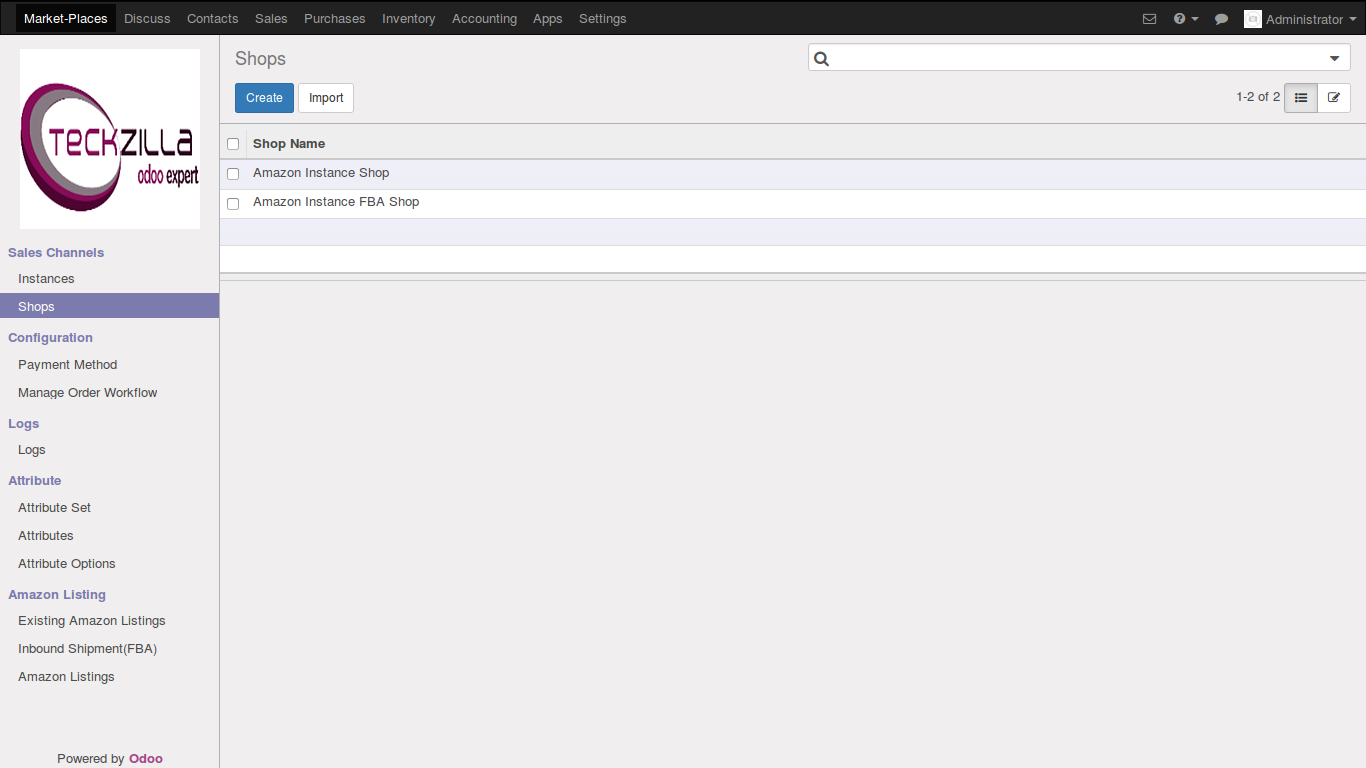 Market-Places Discuss Contacts Sales Purchases Inventory Accounting Apps Settings Administrator
TECKZILLA
odoo expert
Sales Channels
Instances
Shops
Configuration
Payment Method
Manage Order Workflow
Logs
Logs
Attribute
Attribute Set
Attributes
Attribute Options
Amazon Listing
Existing Amazon Listings
Inbound Shipment(FBA)
Amazon Listings
Powered by Odoo
Shops
Create Import 1-2 of 2
Shop Name
Amazon Instance Shop
Amazon Instance FBA Shop